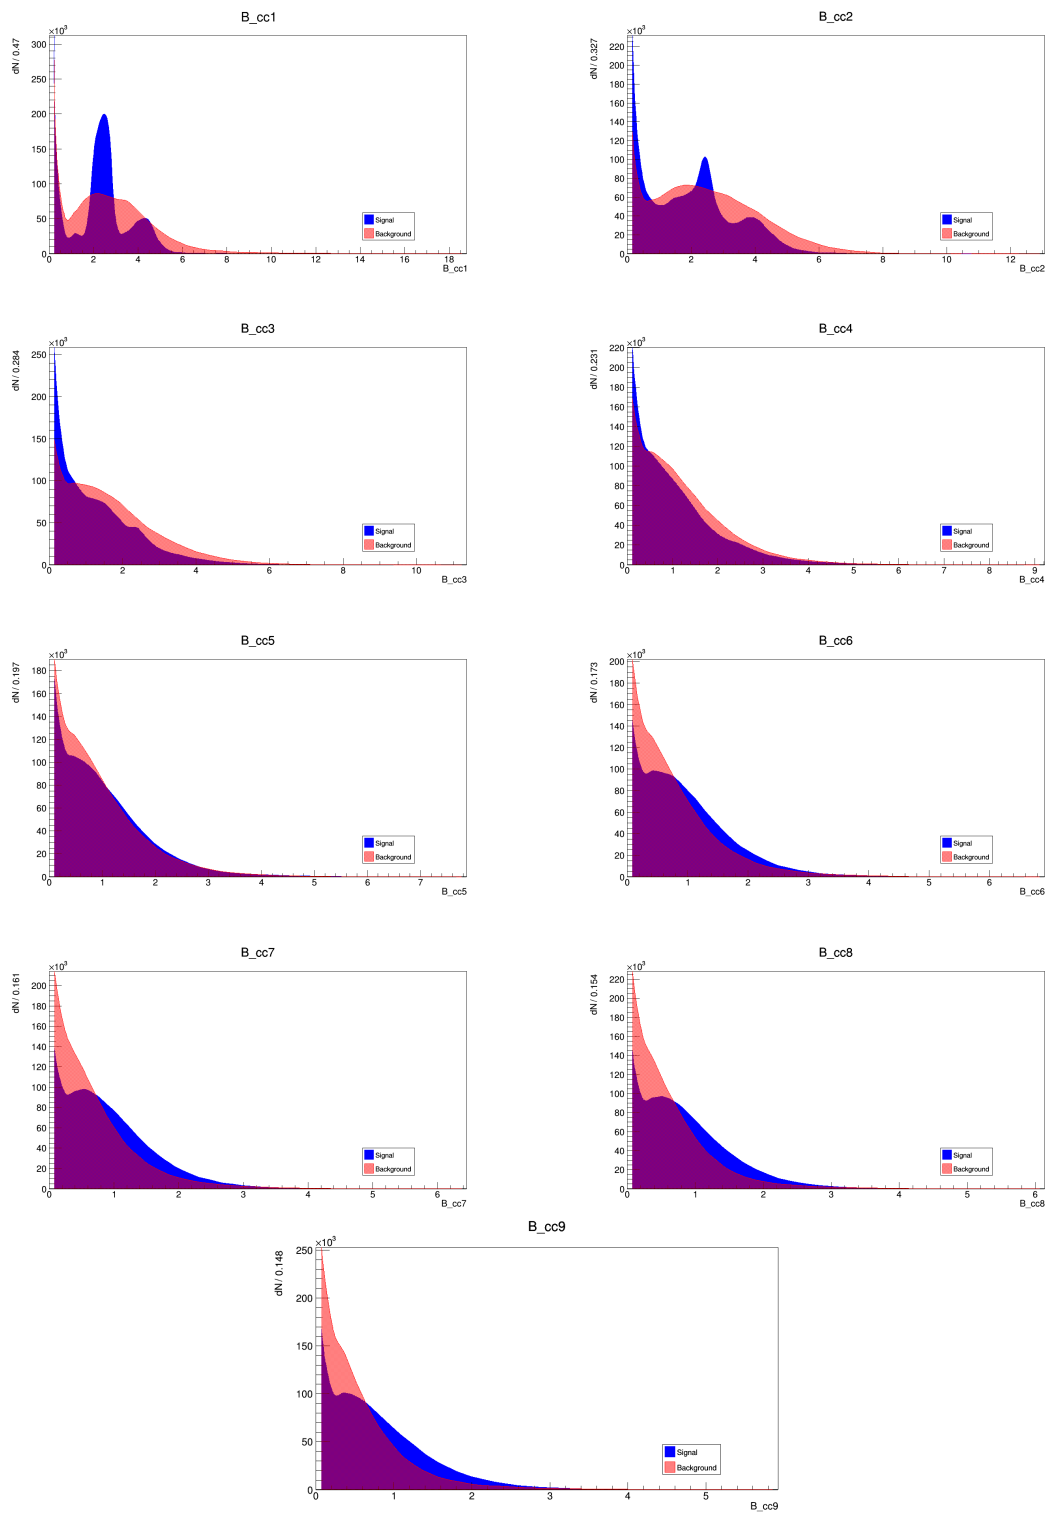 B_cc1
×10³
dN / 0.47
300
250
200
150
100
50
0
0 2 4 6 8 10 12 14 16 18
B_cc1
Signal
Background
B_cc2
×10³
dN / 0.327
220
200
180
160
140
120
100
80
60
40
20
0
0 2 4 6 8 10 12
B_cc2
Signal
Background
B_cc3
×10³
dN / 0.284
250
200
150
100
50
0
0 2 4 6 8 10
B_cc3
Signal
Background
B_cc4
×10³
dN / 0.231
220
200
180
160
140
120
100
80
60
40
20
0
0 1 2 3 4 5 6 7 8 9
B_cc4
Signal
Background
B_cc5
×10³
dN / 0.197
180
160
140
120
100
80
60
40
20
0
0 1 2 3 4 5 6 7
B_cc5
Signal
Background
B_cc6
×10³
dN / 0.173
200
180
160
140
120
100
80
60
40
20
0
0 1 2 3 4 5 6
B_cc6
Signal
Background
B_cc7
×10³
dN / 0.161
200
180
160
140
120
100
80
60
40
20
0
0 1 2 3 4 5 6
B_cc7
Signal
Background
B_cc8
×10³
dN / 0.154
220
200
180
160
140
120
100
80
60
40
20
0
0 1 2 3 4 5 6
B_cc8
Signal
Background
B_cc9
×10³
dN / 0.148
250
200
150
100
50
0
0 1 2 3 4 5
B_cc9
Signal
Background